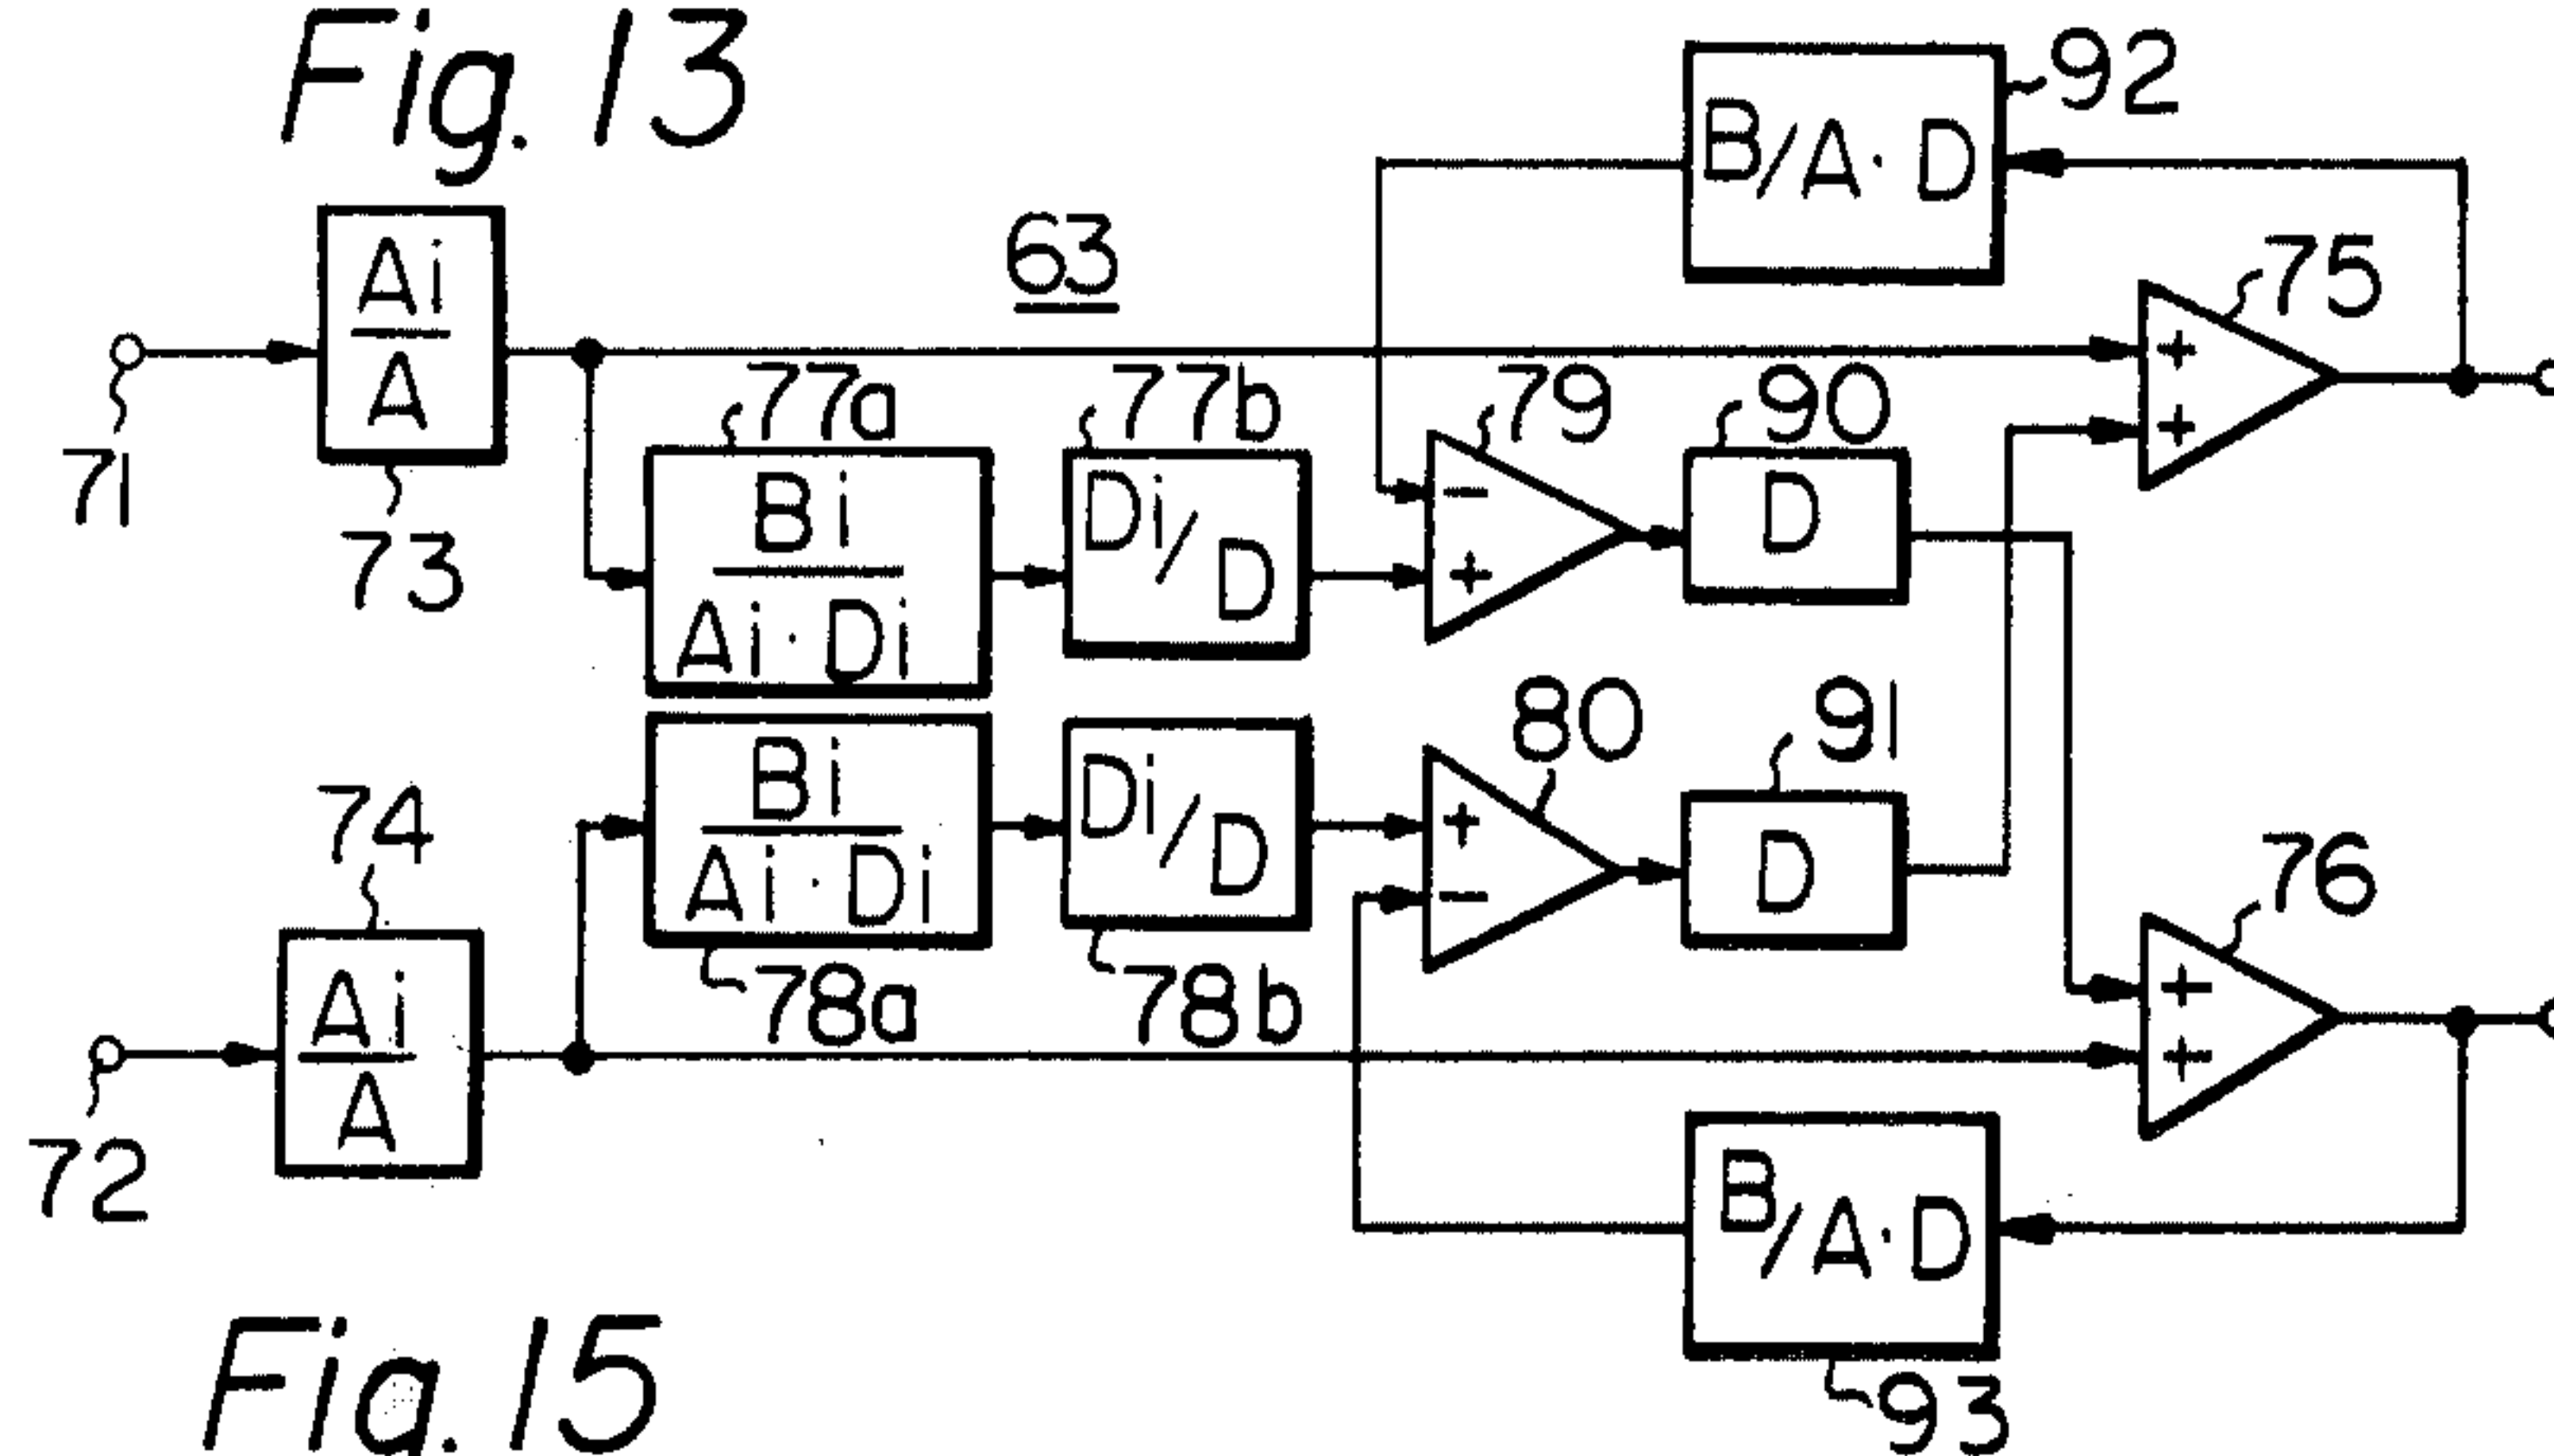 Fig. 13
92
B/A·D
63
75
Ai
A
+
77a
77b
79
90
71
+
Bi
Di/D
−
D
73
+
Ai·Di
80
91
74
Bi
Di/D
+
D
76
Ai·Di
−
Ai
A
78a
78b
+
+
72
B/A·D
Fig. 15
93